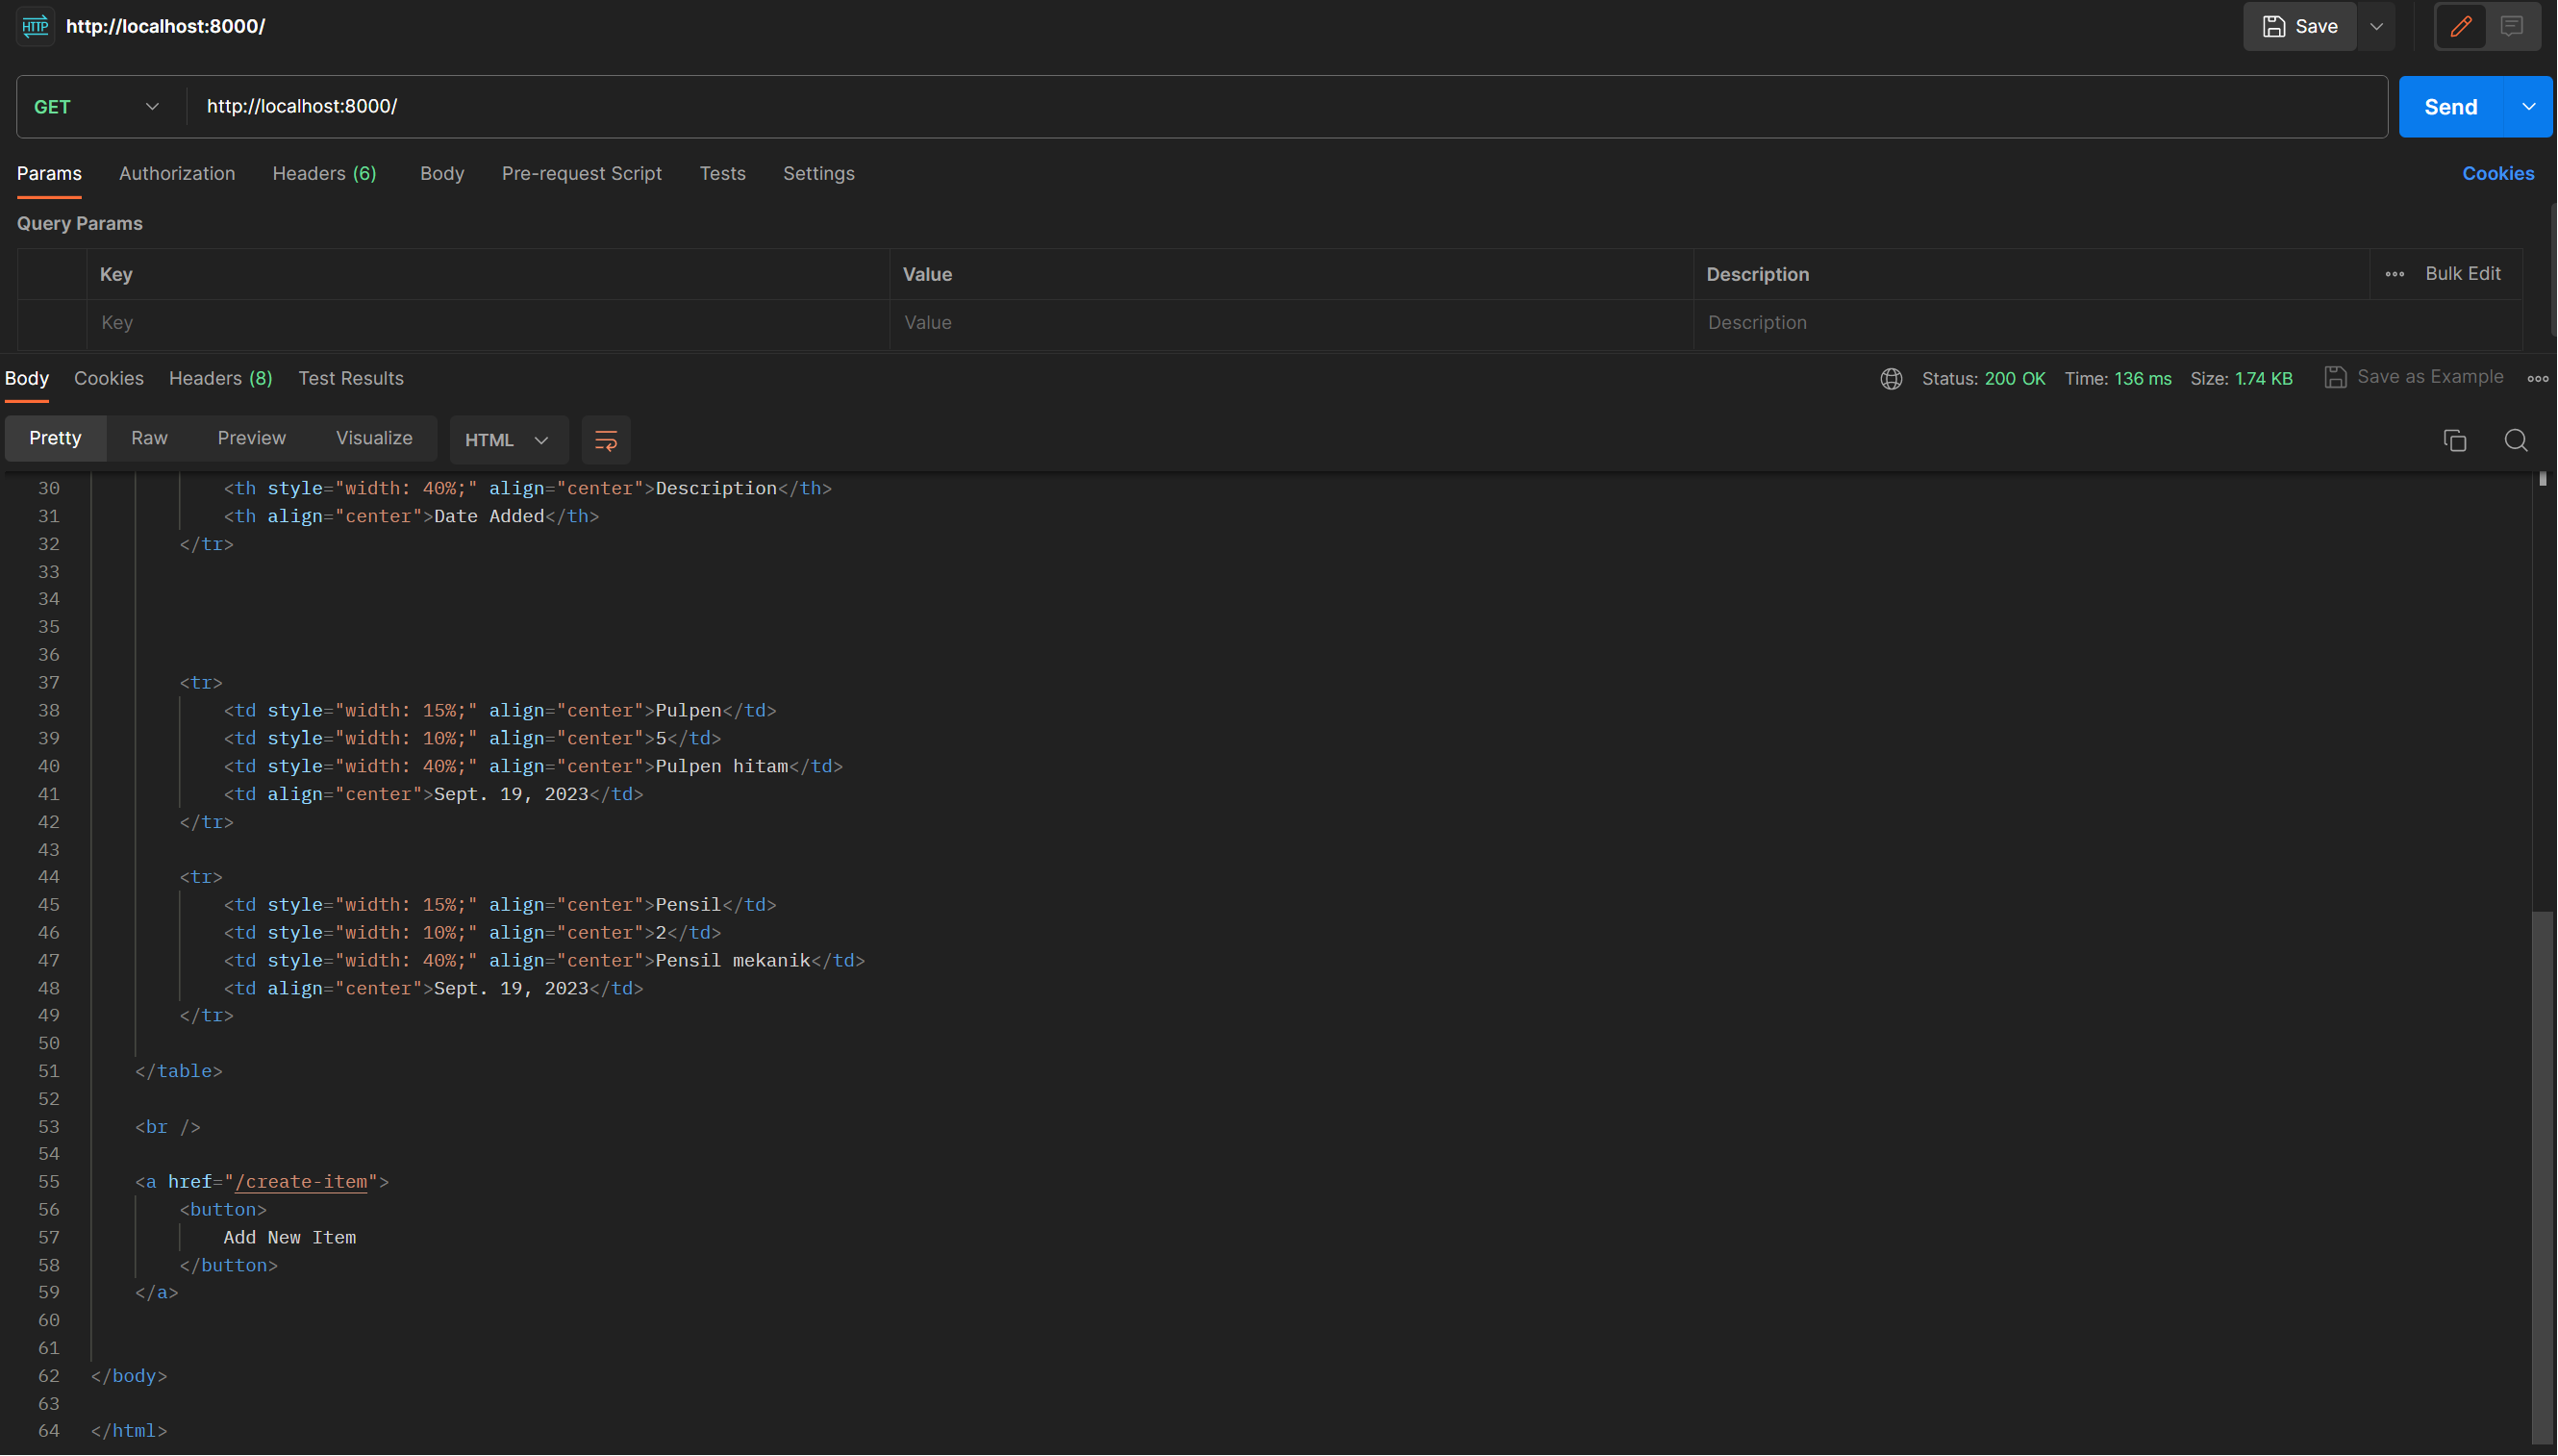 HTTP http://localhost:8000/ Save
GET http://localhost:8000/ Send
Params Authorization Headers (6) Body Pre-request Script Tests Settings Cookies
Query Params
Key Value Description Bulk Edit
Key Value Description
Body Cookies Headers (8) Test Results Status: 200 OK Time: 136 ms Size: 1.74 KB Save as Example
Pretty Raw Preview Visualize HTML
30 <th style="width: 40%;" align="center">Description</th>
31 <th align="center">Date Added</th>
32 </tr>
33
34
35
36
37 <tr>
38 <td style="width: 15%;" align="center">Pulpen</td>
39 <td style="width: 10%;" align="center">5</td>
40 <td style="width: 40%;" align="center">Pulpen hitam</td>
41 <td align="center">Sept. 19, 2023</td>
42 </tr>
43
44 <tr>
45 <td style="width: 15%;" align="center">Pensil</td>
46 <td style="width: 10%;" align="center">2</td>
47 <td style="width: 40%;" align="center">Pensil mekanik</td>
48 <td align="center">Sept. 19, 2023</td>
49 </tr>
50
51 </table>
52
53 <br />
54
55 <a href="/create-item">
56 <button>
57 Add New Item
58 </button>
59 </a>
60
61
62 </body>
63
64 </html>